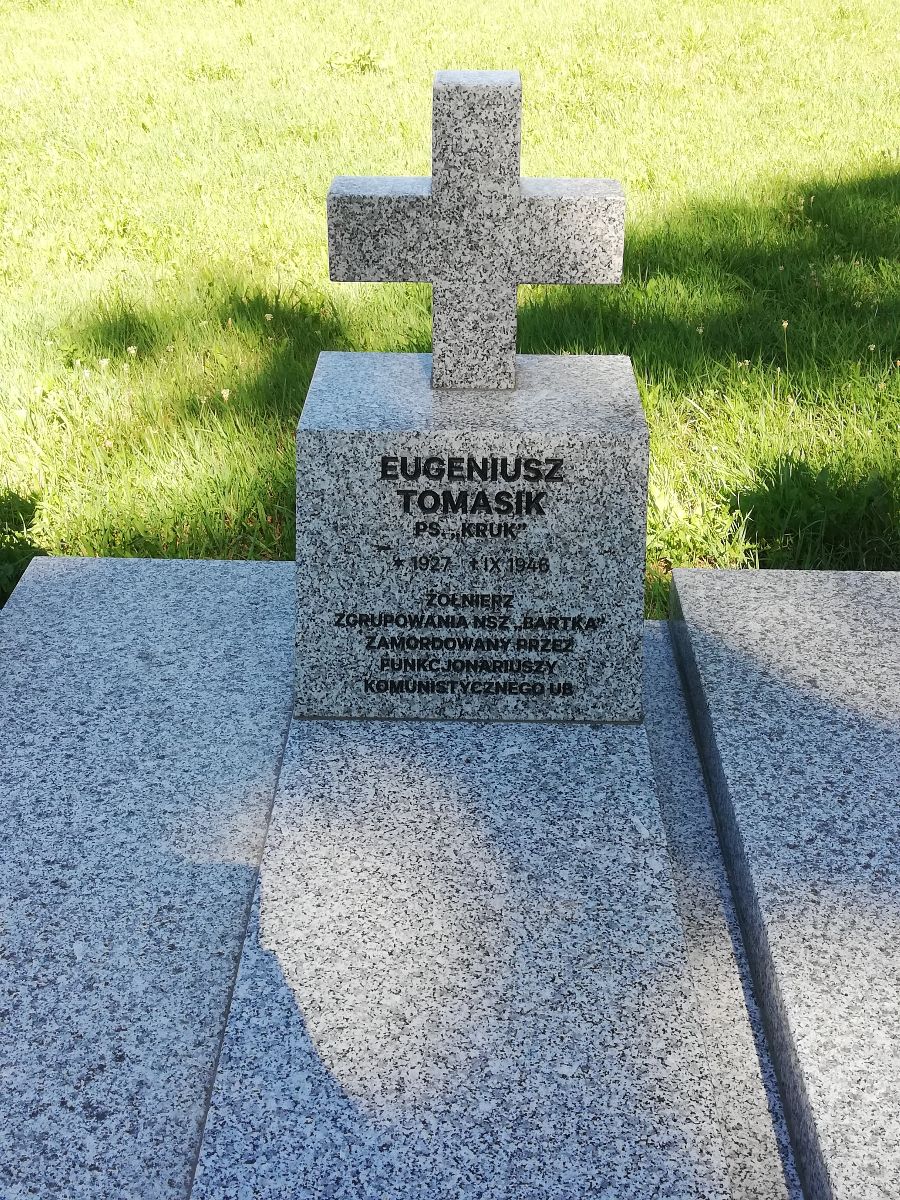 EUGENIUSZ
TOMASIK
PS. „KRUK”
* 1927 † IX 1946
ŻOŁNIERZ
ZGRUPOWANIA NSZ „BARTKA”
ZAMORDOWANY PRZEZ
FUNKCJONARIUSZY
KOMUNISTYCZNEGO UB